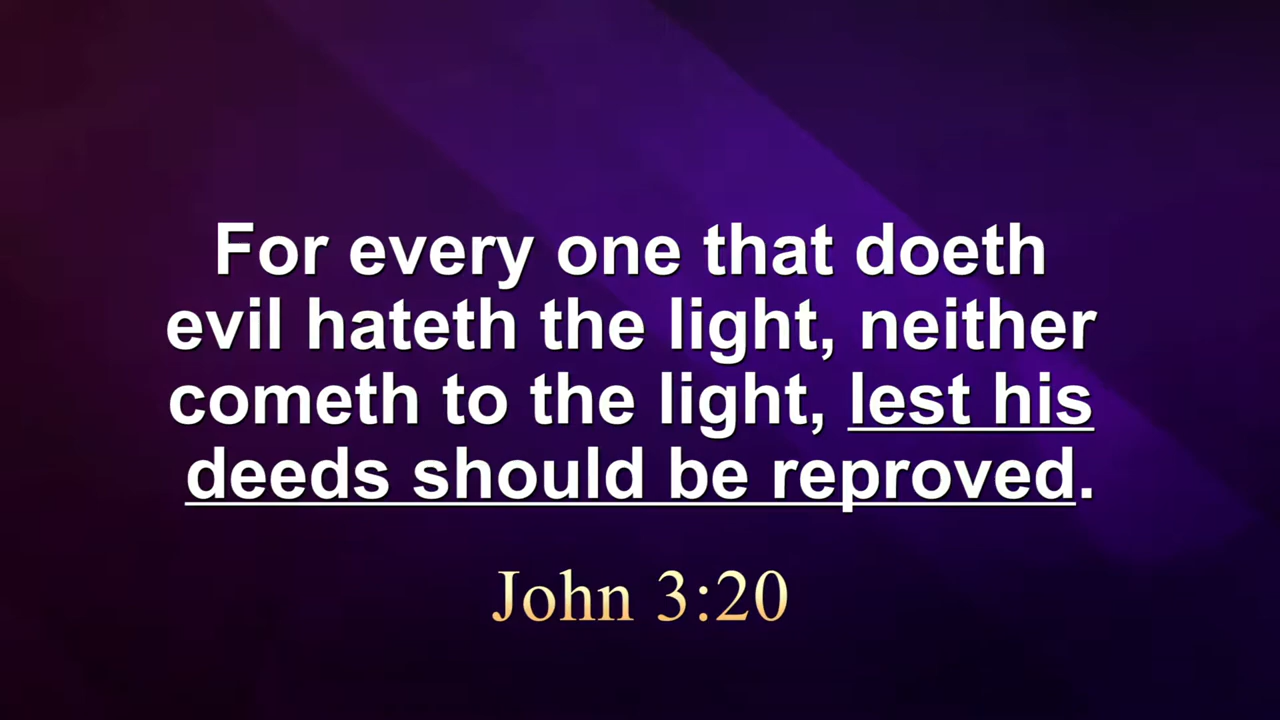 For every one that doeth
evil hateth the light, neither
cometh to the light, lest his
deeds should be reproved.
John 3:20